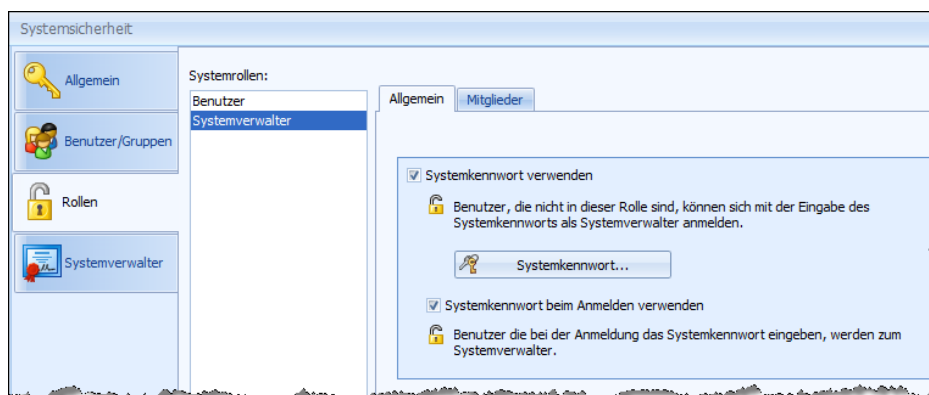 Systemsicherheit
Allgemein
Benutzer/Gruppen
Rollen
Systemverwalter
Systemrollen:
Benutzer
Systemverwalter
Allgemein
Mitglieder
Systemkennwort verwenden
Benutzer, die nicht in dieser Rolle sind, können sich mit der Eingabe des
Systemkennworts als Systemverwalter anmelden.
Systemkennwort...
Systemkennwort beim Anmelden verwenden
Benutzer die bei der Anmeldung das Systemkennwort eingeben, werden zum
Systemverwalter.